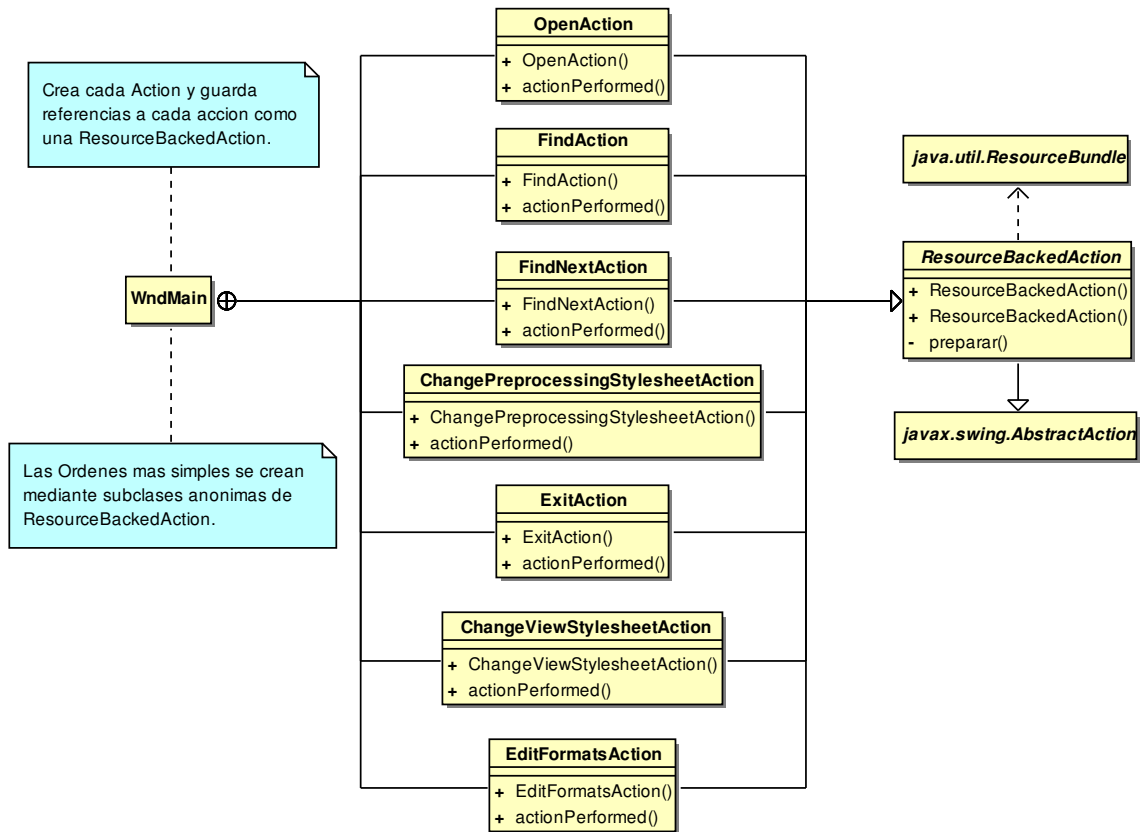 Crea cada Action y guarda
referencias a cada accion como
una ResourceBackedAction.
WndMain
Las Ordenes mas simples se crean
mediante subclases anonimas de
ResourceBackedAction.
OpenAction
+ OpenAction()
+ actionPerformed()
FindAction
+ FindAction()
+ actionPerformed()
FindNextAction
+ FindNextAction()
+ actionPerformed()
ChangePreprocessingStylesheetAction
+ ChangePreprocessingStylesheetAction()
+ actionPerformed()
ExitAction
+ ExitAction()
+ actionPerformed()
ChangeViewStylesheetAction
+ ChangeViewStylesheetAction()
+ actionPerformed()
EditFormatsAction
+ EditFormatsAction()
+ actionPerformed()
java.util.ResourceBundle
ResourceBackedAction
+ ResourceBackedAction()
+ ResourceBackedAction()
- preparar()
javax.swing.AbstractAction